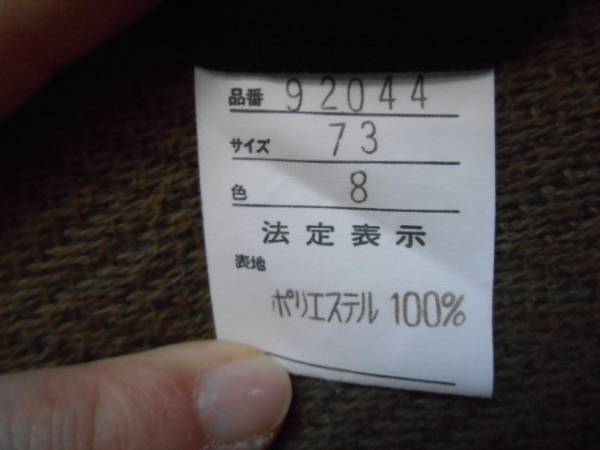 品番 92044
サイズ 73
色 8
法定表示
表地
ポリエステル 100%